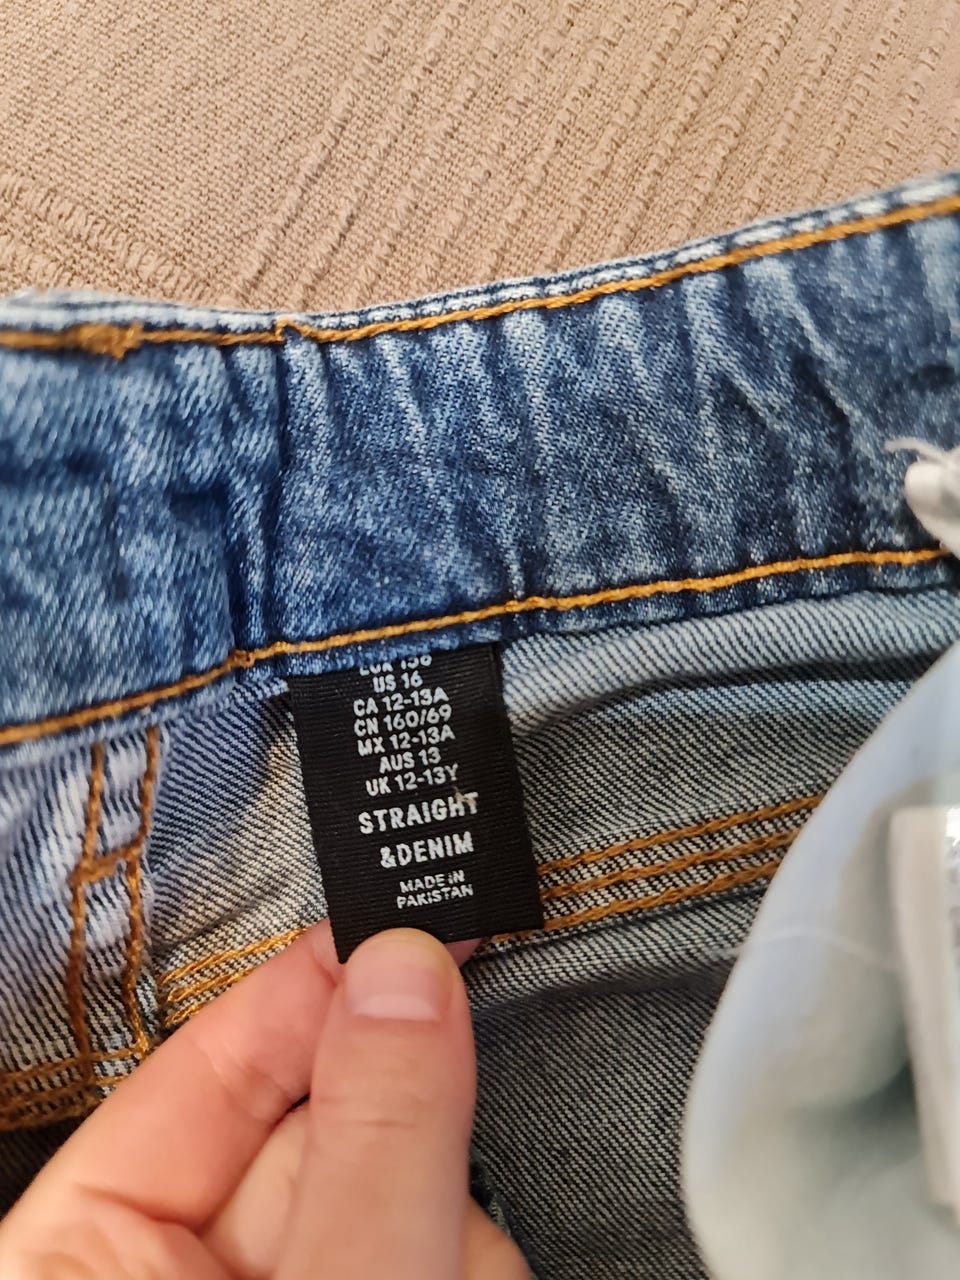 US 16
CA 12-13A
CN 160/69
MX 12-13A
AUS 13
UK 12-13Y
STRAIGHT
&DENIM
MADE IN
PAKISTAN